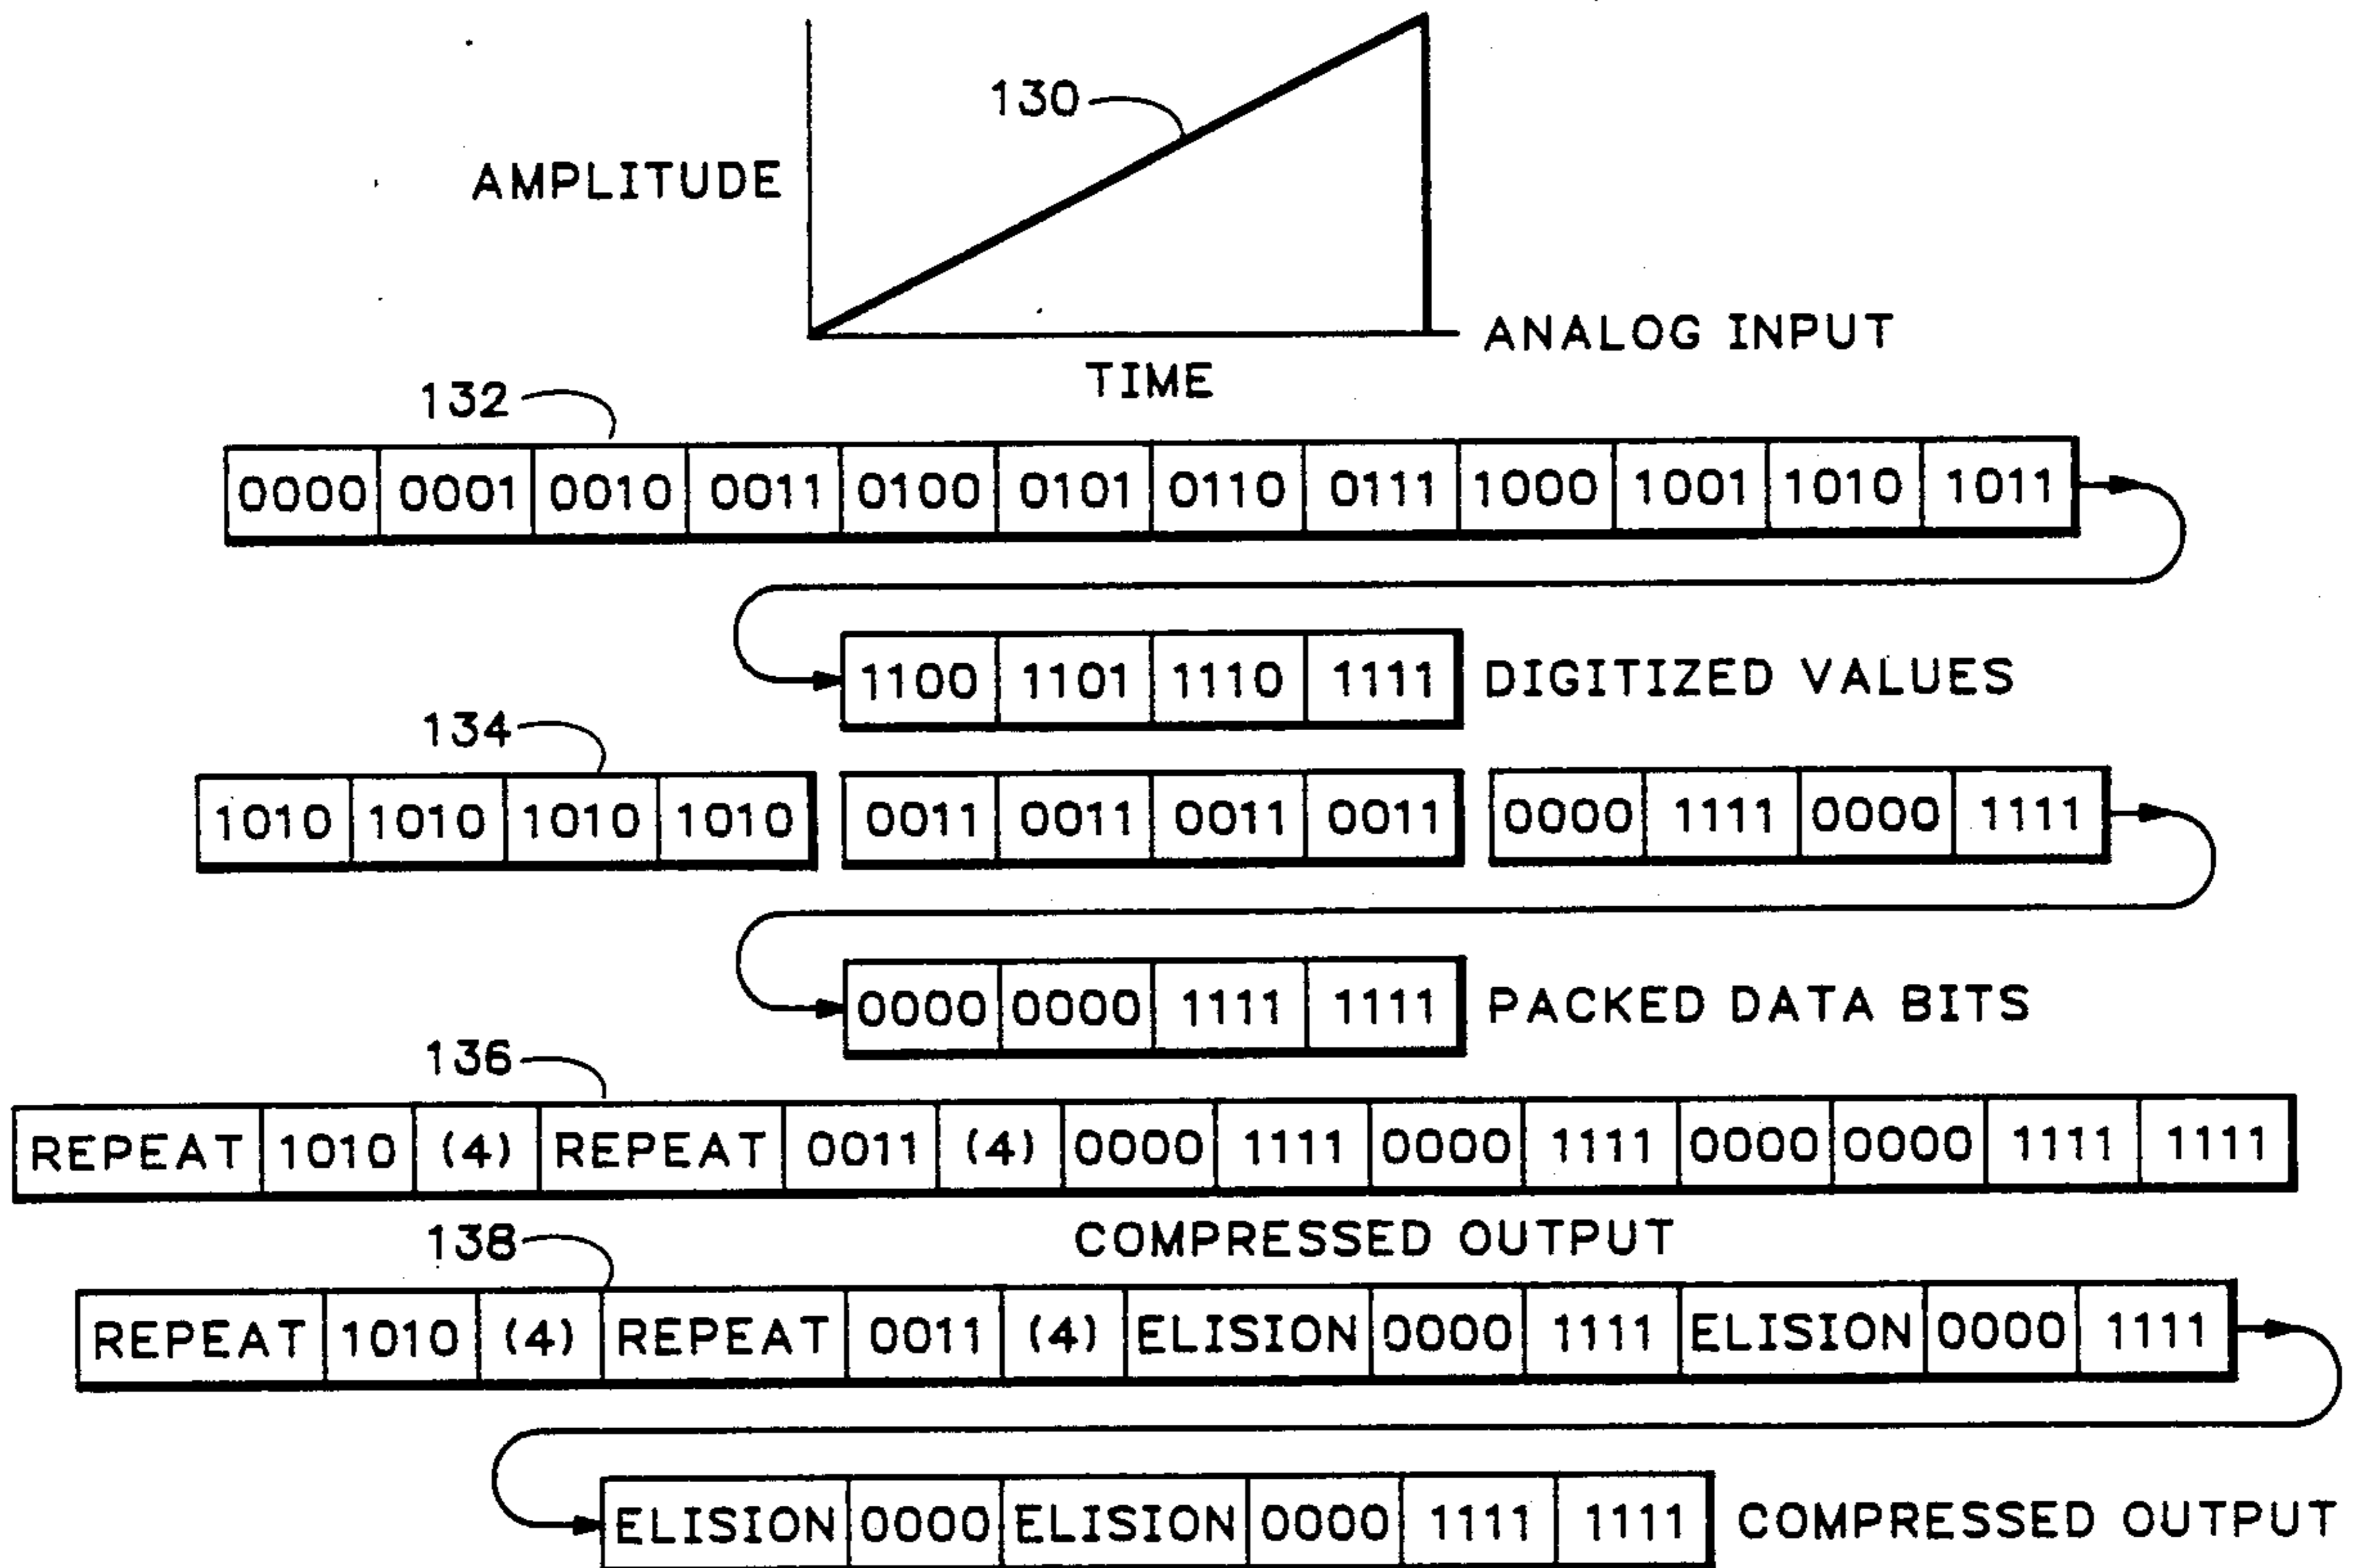 130
AMPLITUDE
ANALOG INPUT
TIME
132
0000 0001 0010 0011 0100 0101 0110 0111 1000 1001 1010 1011
1100 1101 1110 1111 DIGITIZED VALUES
134
1010 1010 1010 1010 0011 0011 0011 0011 0000 1111 0000 1111
0000 0000 1111 1111 PACKED DATA BITS
136
REPEAT 1010 (4) REPEAT 0011 (4) 0000 1111 0000 1111 0000 0000 1111 1111
COMPRESSED OUTPUT
138
REPEAT 1010 (4) REPEAT 0011 (4) ELISION 0000 1111 ELISION 0000 1111
ELISION 0000 ELISION 0000 1111 1111 COMPRESSED OUTPUT